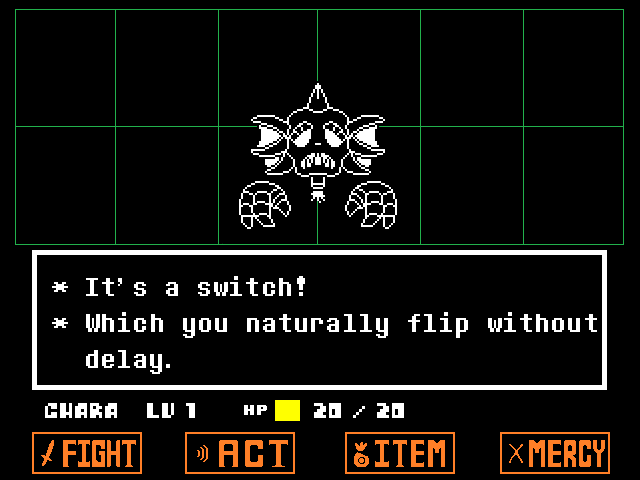 * It's a switch!
* Which you naturally flip without
delay.
CHARA LV 1 HP 20 / 20
FIGHT ACT ITEM MERCY